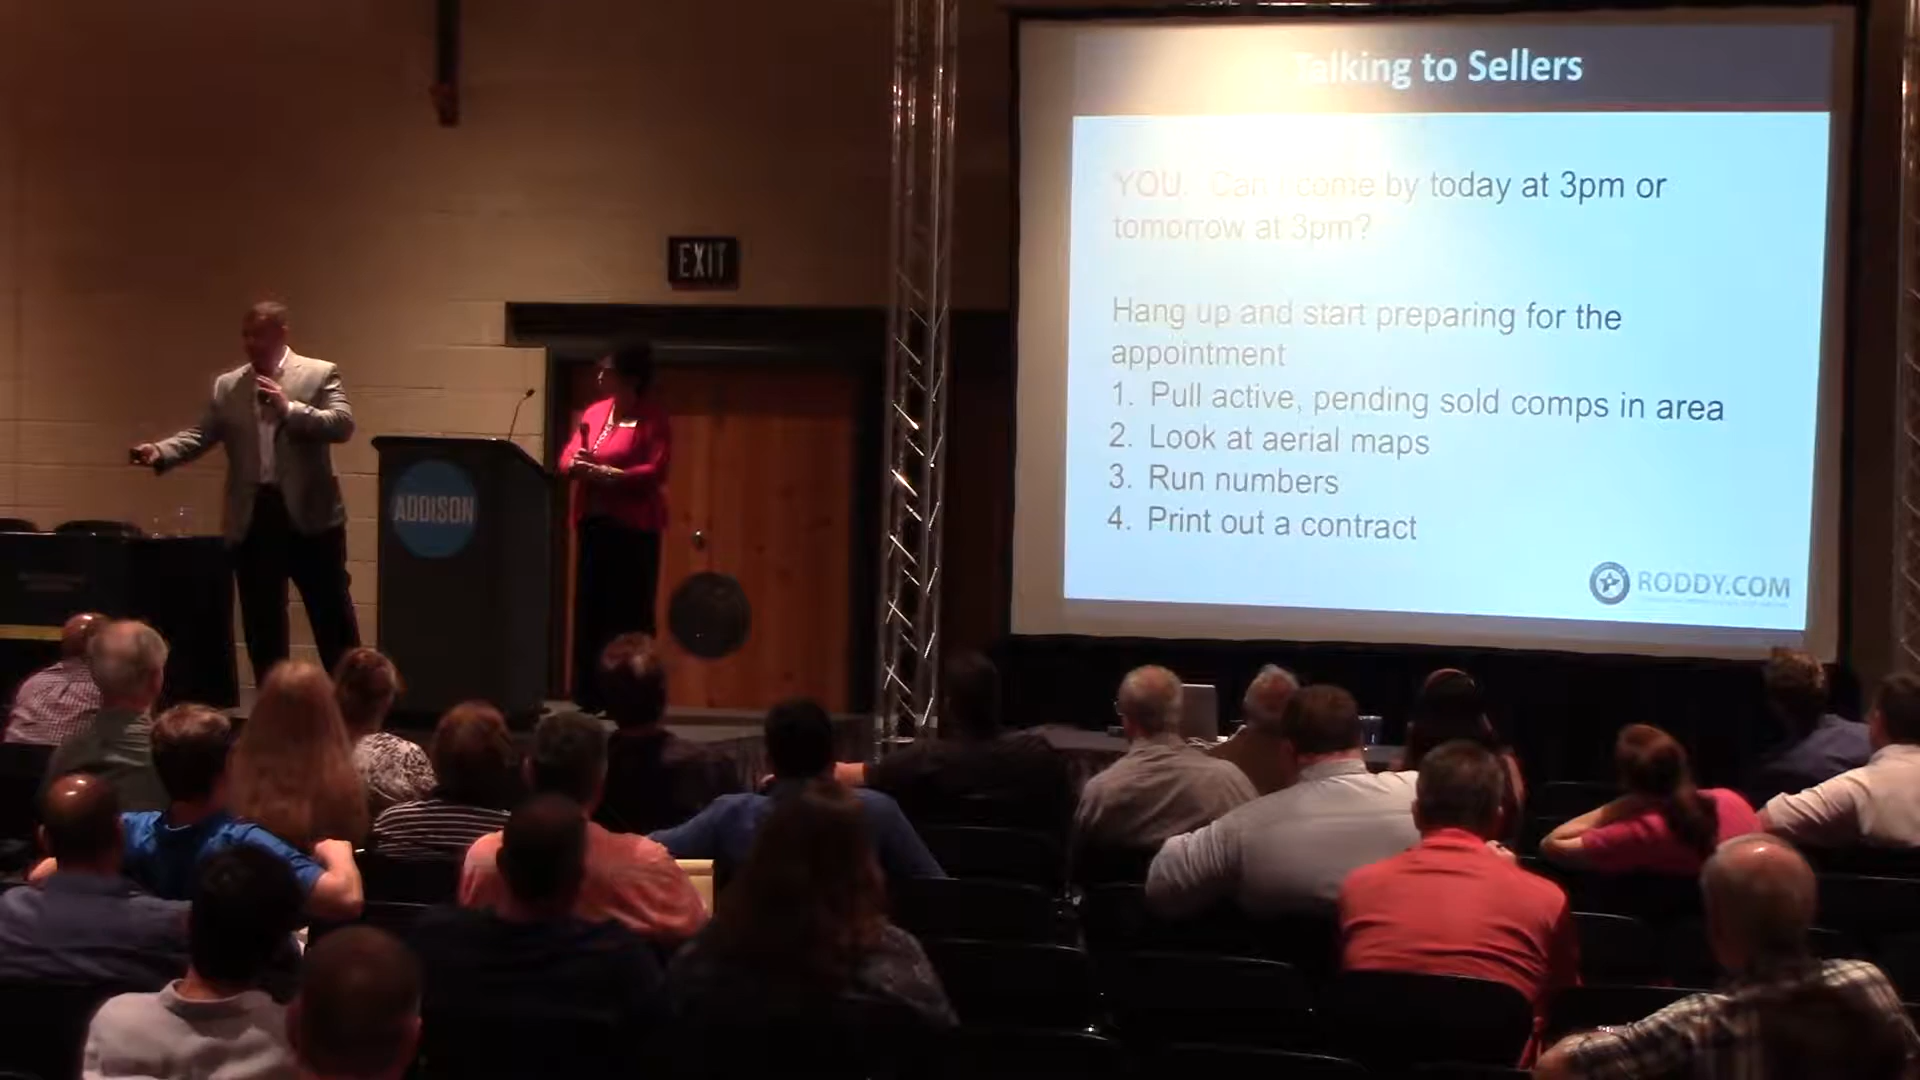 Talking to Sellers
YOU: Can I come by today at 3pm or
tomorrow at 3pm?
Hang up and start preparing for the
appointment
1. Pull active, pending sold comps in area
2. Look at aerial maps
3. Run numbers
4. Print out a contract
RODDY.COM
EXIT
ADDISON